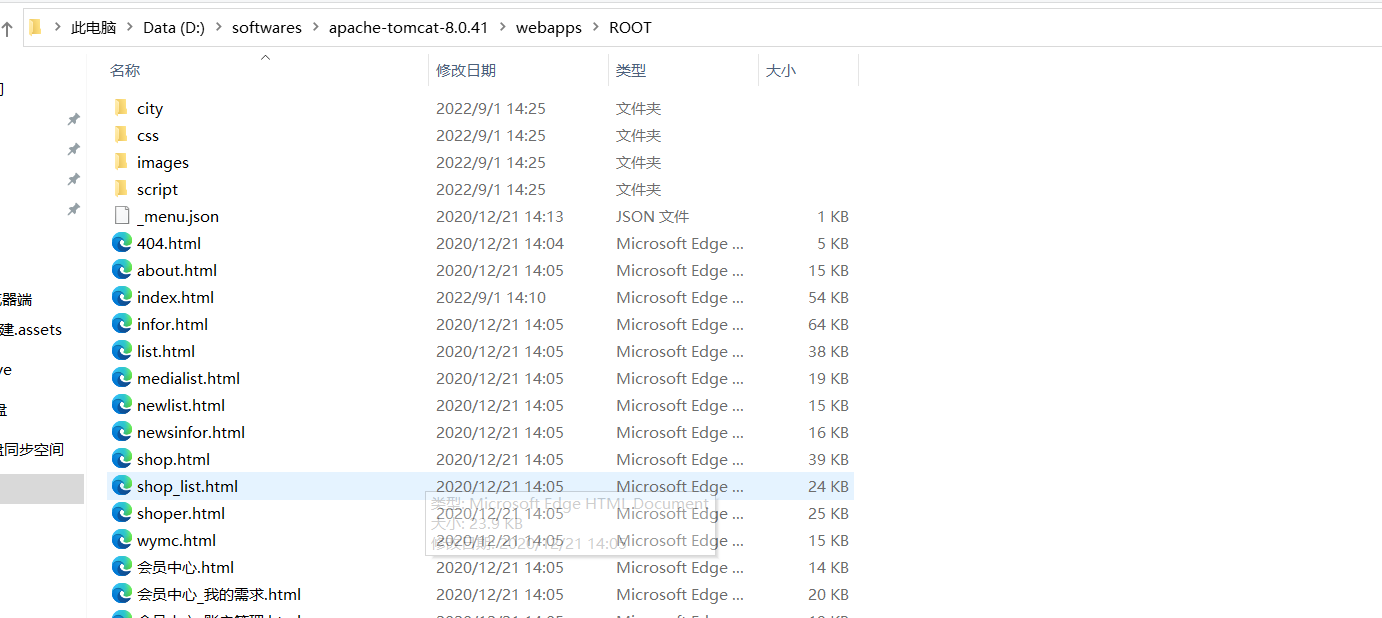 此电脑 > Data (D:) > softwares > apache-tomcat-8.0.41 > webapps > ROOT
名称 修改日期 类型 大小
city 2022/9/1 14:25 文件夹
css 2022/9/1 14:25 文件夹
images 2022/9/1 14:25 文件夹
script 2022/9/1 14:25 文件夹
_menu.json 2020/12/21 14:13 JSON 文件 1 KB
404.html 2020/12/21 14:04 Microsoft Edge ... 5 KB
about.html 2020/12/21 14:05 Microsoft Edge ... 15 KB
index.html 2022/9/1 14:10 Microsoft Edge ... 54 KB
器端
infor.html 2020/12/21 14:05 Microsoft Edge ... 64 KB
建.assets
list.html 2020/12/21 14:05 Microsoft Edge ... 38 KB
ve
medialist.html 2020/12/21 14:05 Microsoft Edge ... 19 KB
newlist.html 2020/12/21 14:05 Microsoft Edge ... 15 KB
盘
newsinfor.html 2020/12/21 14:05 Microsoft Edge ... 16 KB
盘同步空间
shop.html 2020/12/21 14:05 Microsoft Edge ... 39 KB
shop_list.html 2020/12/21 14:05 Microsoft Edge ... 24 KB
类型: Microsoft Edge HTML Document
shoper.html 2020/12/21 14:05 Microsoft Edge ... 25 KB
大小: 23.9 KB
wymc.html 2020/12/21 14:05 Microsoft Edge ... 15 KB
修改日期: 2020/12/21 14:05
会员中心.html 2020/12/21 14:05 Microsoft Edge ... 14 KB
会员中心_我的需求.html 2020/12/21 14:05 Microsoft Edge ... 20 KB